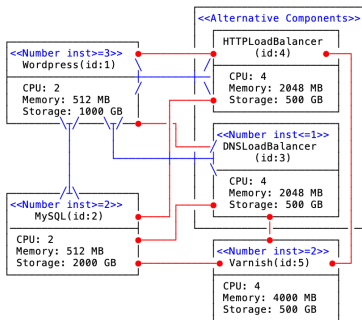 <<Alternative Components>>
HTTPLoadBalancer
(id:4)
CPU: 4
Memory: 2048 MB
Storage: 500 GB
<<Number inst>=3>>
Wordpress(id:1)
CPU: 2
Memory: 512 MB
Storage: 1000 GB
<<Number inst<=1>>
DNSLoadBalancer
(id:3)
CPU: 4
Memory: 2048 MB
Storage: 500 GB
<<Number inst>=2>>
MySQL(id:2)
CPU: 2
Memory: 512 MB
Storage: 2000 GB
<<Number inst>=2>>
Varnish(id:5)
CPU: 4
Memory: 4000 MB
Storage: 500 GB